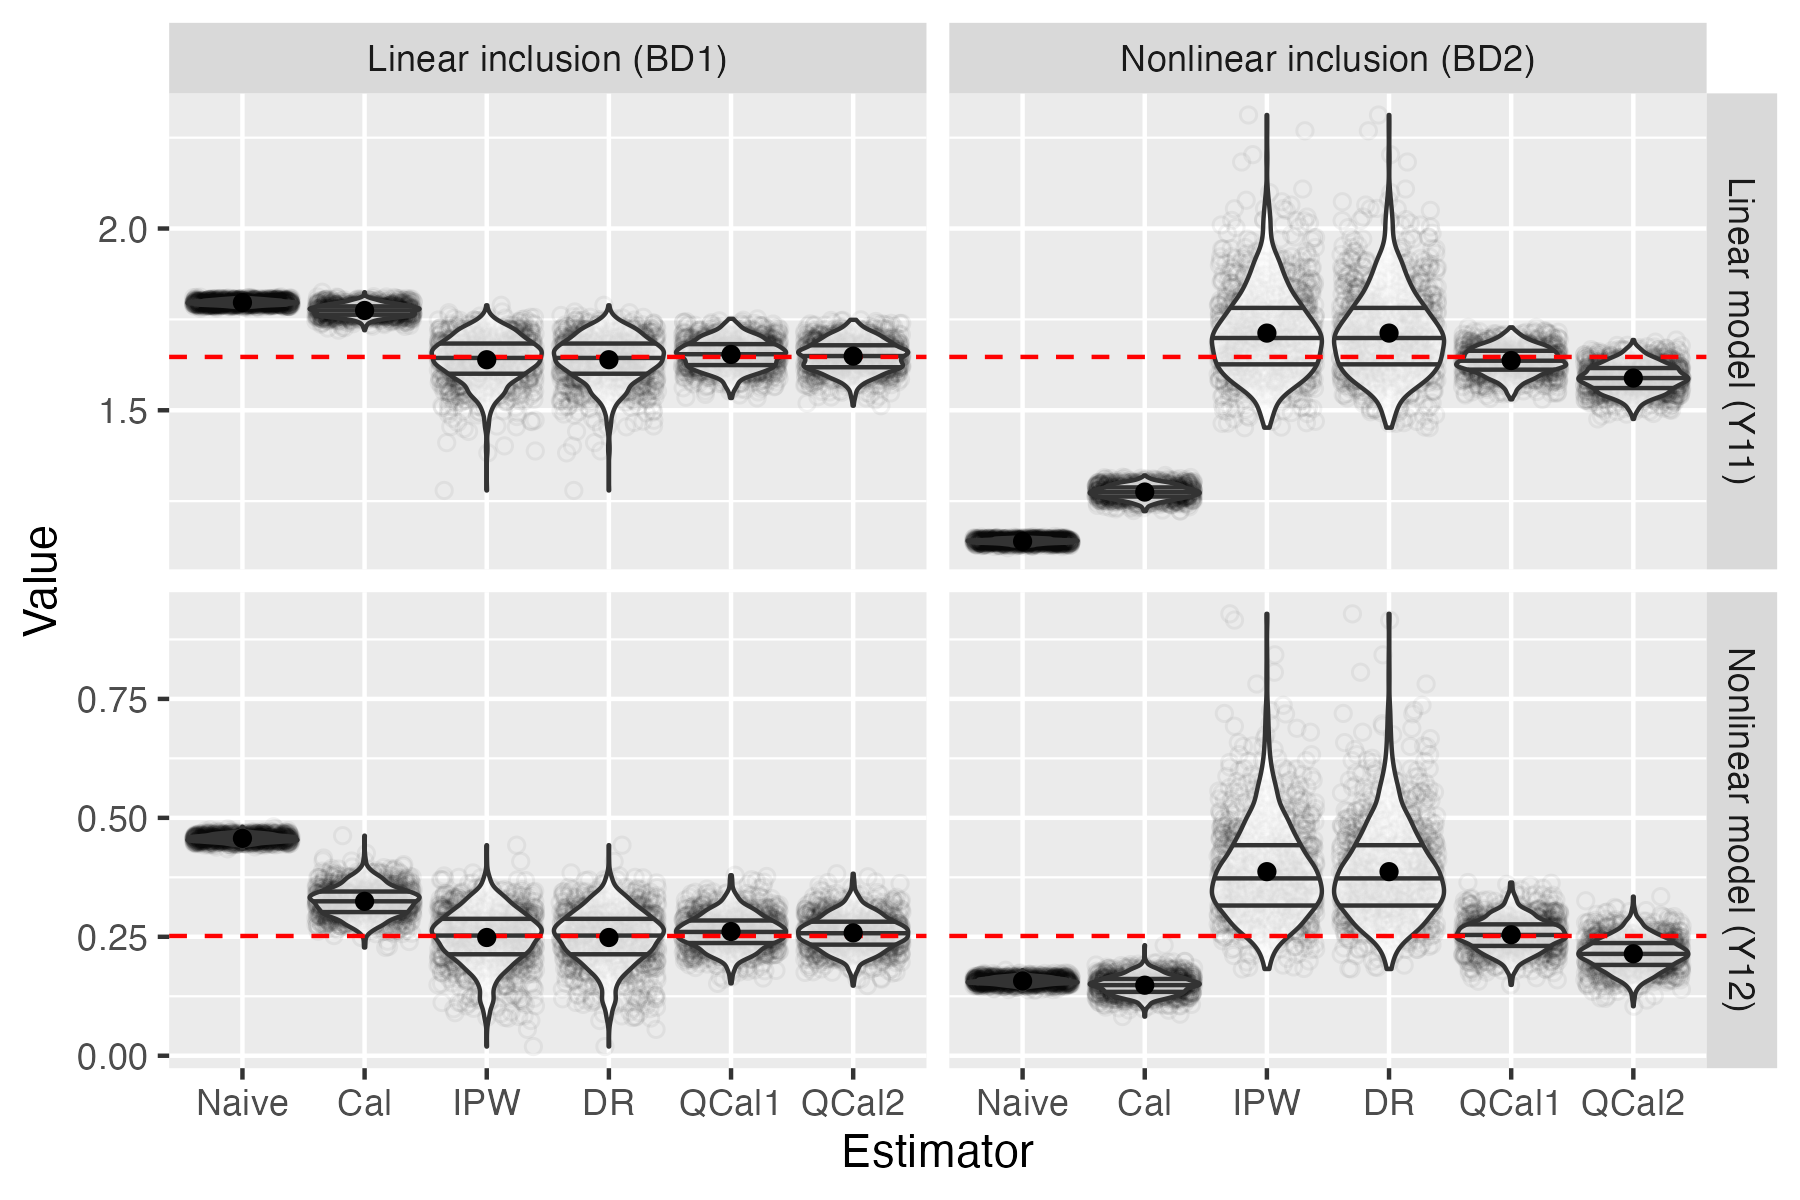 Linear inclusion (BD1)
Nonlinear inclusion (BD2)
Linear model (Y11)
Nonlinear model (Y12)
Value
2.0
1.5
0.75
0.50
0.25
0.00
Naive Cal IPW DR QCal1 QCal2
Naive Cal IPW DR QCal1 QCal2
Estimator